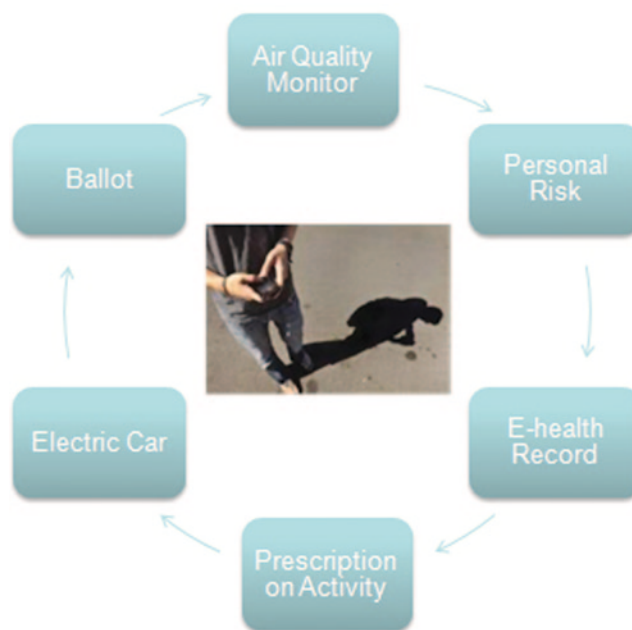 Air Quality
Monitor
Personal
Risk
E-health
Record
Prescription
on Activity
Electric Car
Ballot